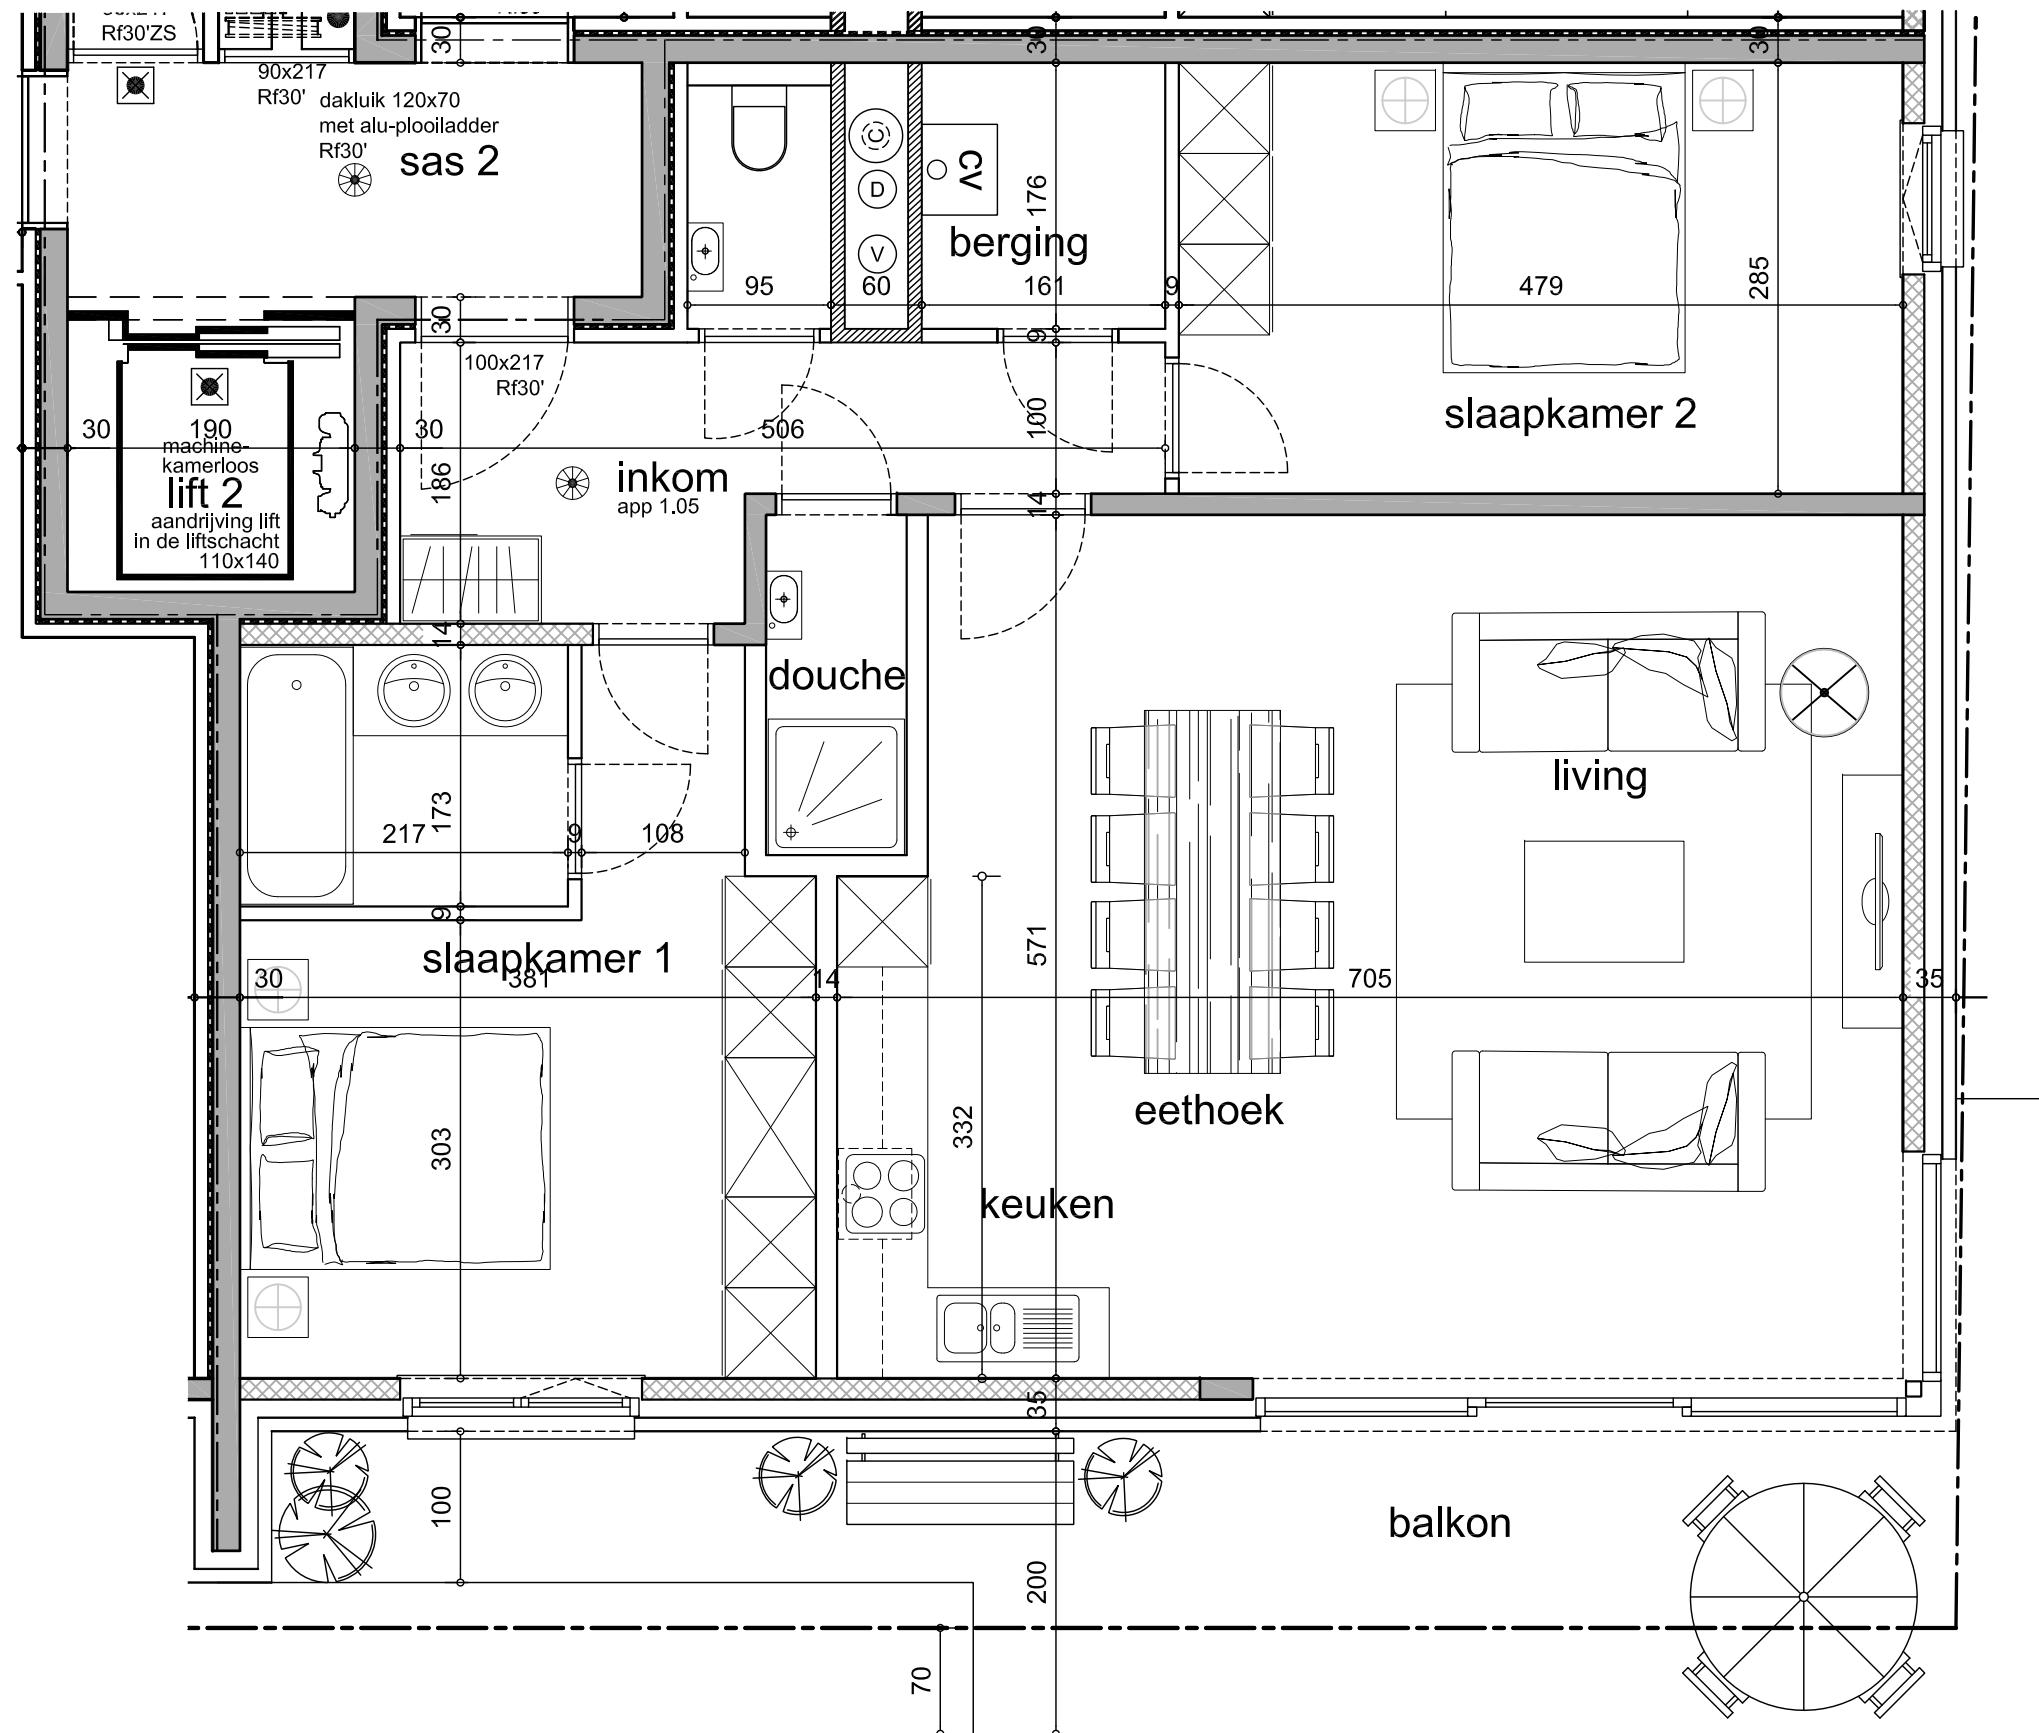 Rf30'ZS
30
30
30
90x217
Rf30'
dakluik 120x70
met alu-plooiladder
Rf30'
sas 2
C
D
V
CV
176
berging
95
60
161
9
479
285
30
9
100x217
Rf30'
slaapkamer 2
30
190
30
506
100
machine-
kamerloos
lift 2
aandrijving lift
in de liftschacht
110x140
186
inkom
app 1.05
14
14
douche
living
173
217
9
108
9
slaapkamer 1
571
30
381
14
705
35
eethoek
303
332
keuken
35
100
balkon
200
70